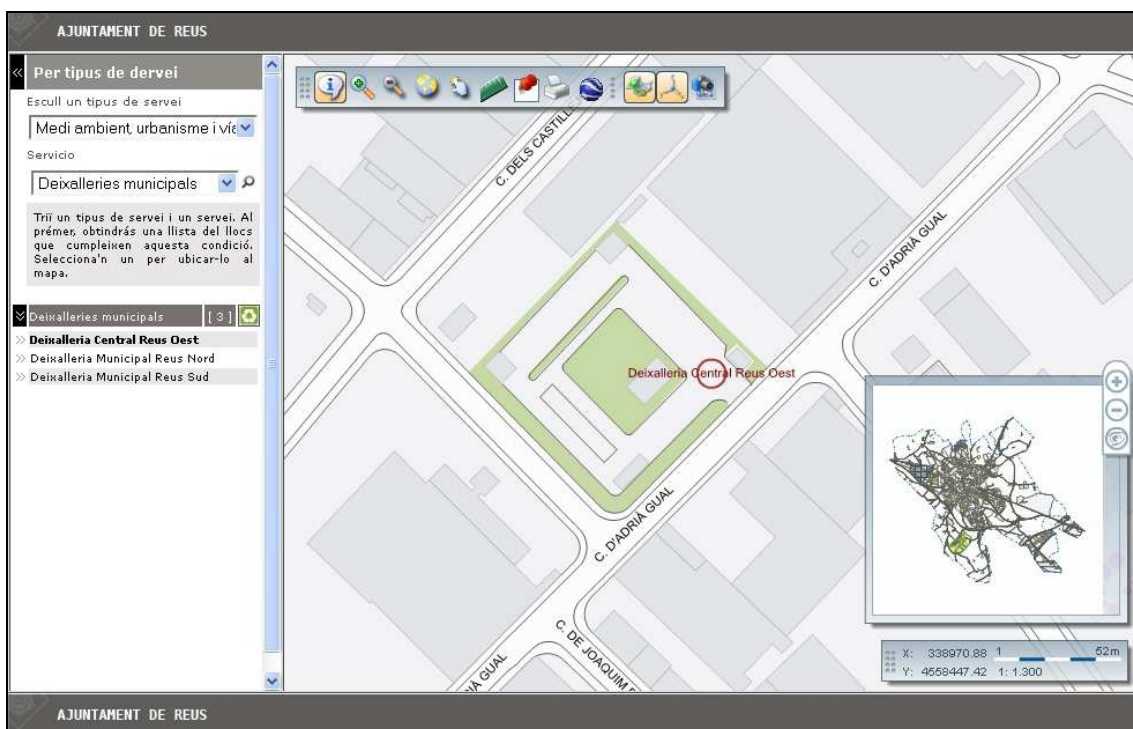 AJUNTAMENT DE REUS
Per tipus de dervei
Escull un tipus de servei
Medi ambient, urbanisme i víe
Servicio
Deixalleries municipals
Triï un tipus de servei i un servei. Al
prémer, obtindrás una llista del llocs
que cumpleixen aquesta condició.
Selecciona'n un per ubicar-lo al
mapa.
Deixalleries municipals [ 3 ]
Deixalleria Central Reus Oest
Deixalleria Municipal Reus Nord
Deixalleria Municipal Reus Sud
C. DELS CASTILLE
C. D'ADRIÀ GUAL
Deixalleria Central Reus Oest
C. D'ADRIÀ GUAL
C. DE JOAQUIM
À GUAL
X: 338970.88 1 52m
Y: 4558447.42 1: 1.300
AJUNTAMENT DE REUS